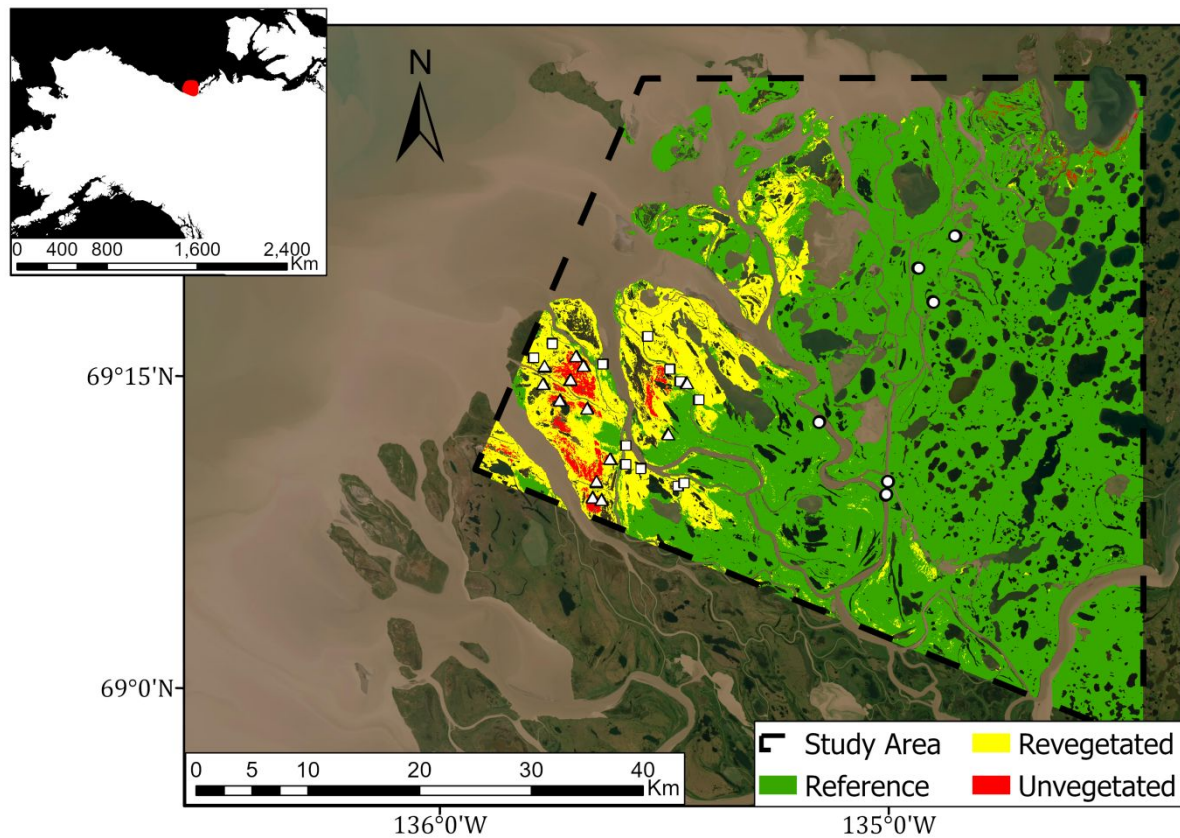 0 400 800 1,600 2,400
Km
N
69°15'N
69°0'N
0 5 10 20 30 40
Km
Study Area
Revegetated
Reference
Unvegetated
136°0'W
135°0'W